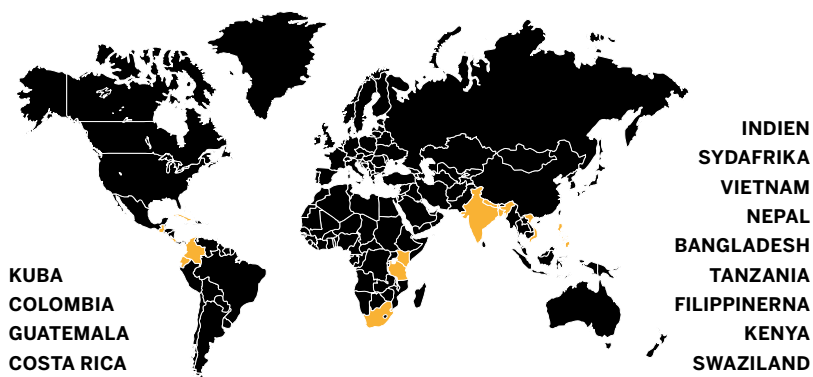 KUBA
COLOMBIA
GUATEMALA
COSTA RICA
INDIEN
SYDAFRIKA
VIETNAM
NEPAL
BANGLADESH
TANZANIA
FILIPPINERNA
KENYA
SWAZILAND